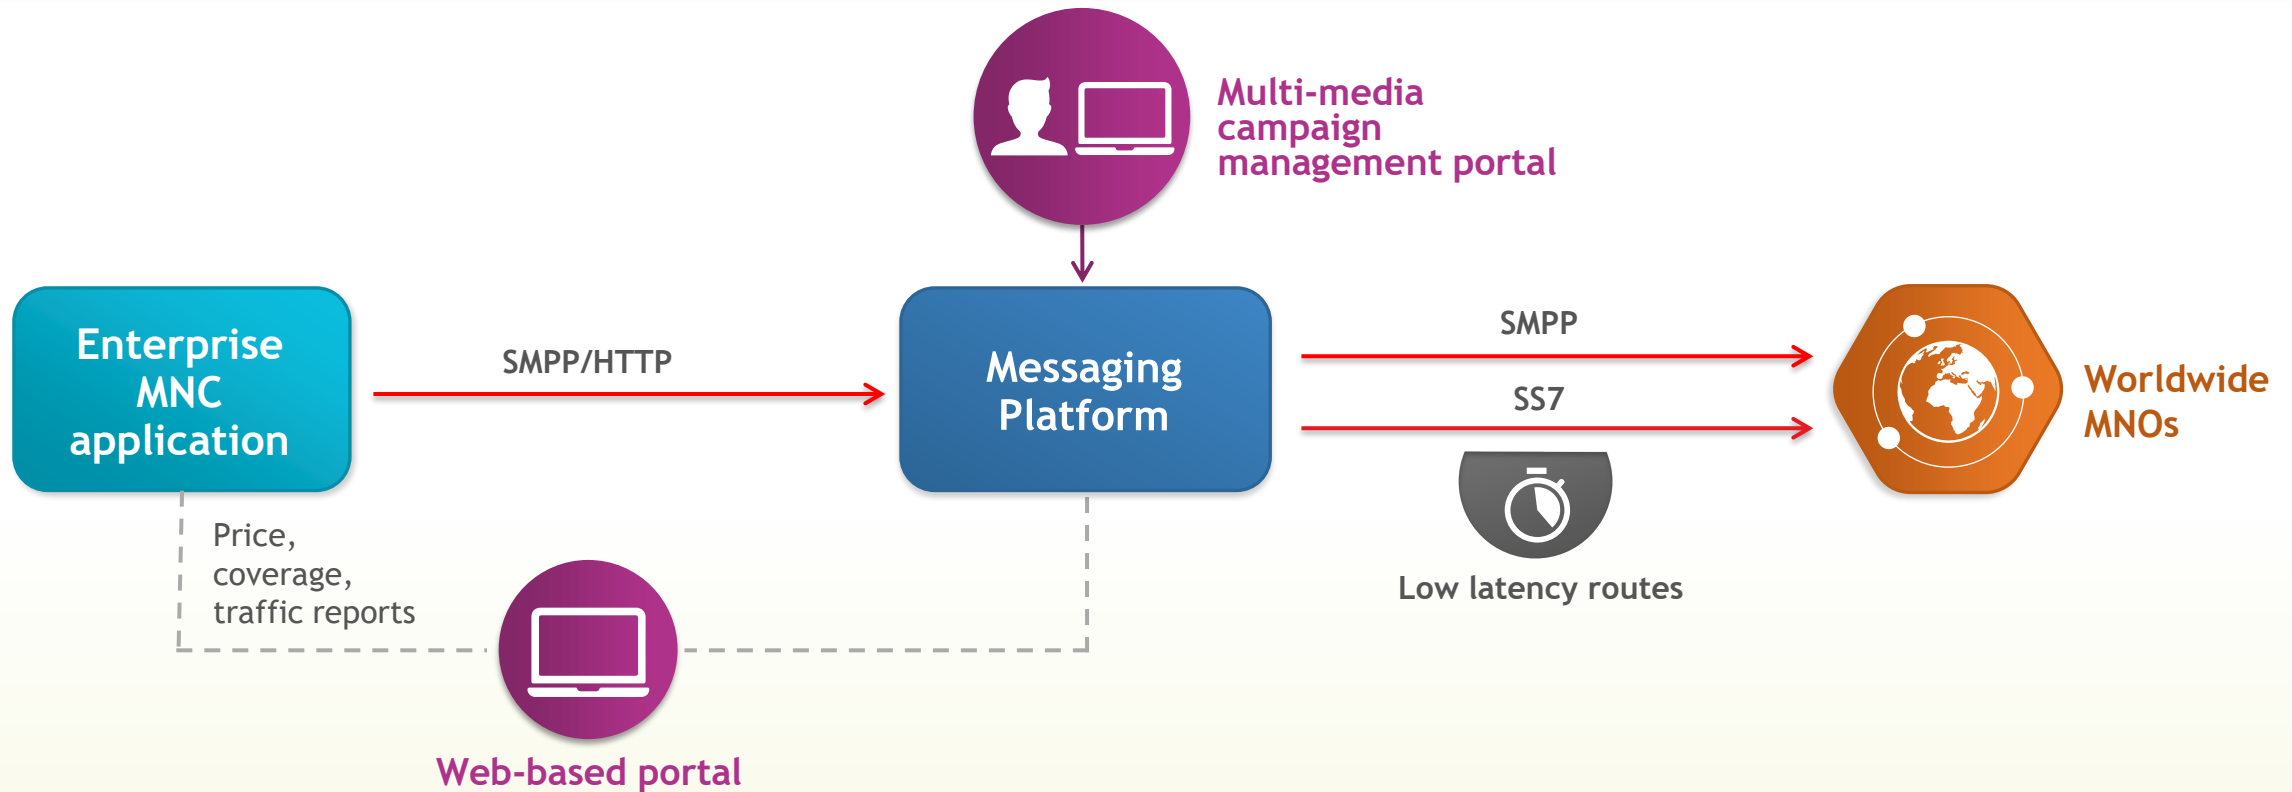 Multi-media
campaign
management portal
Enterprise
MNC
application
SMPP/HTTP
Messaging
Platform
SMPP
SS7
Worldwide
MNOs
Price,
coverage,
traffic reports
Low latency routes
Web-based portal